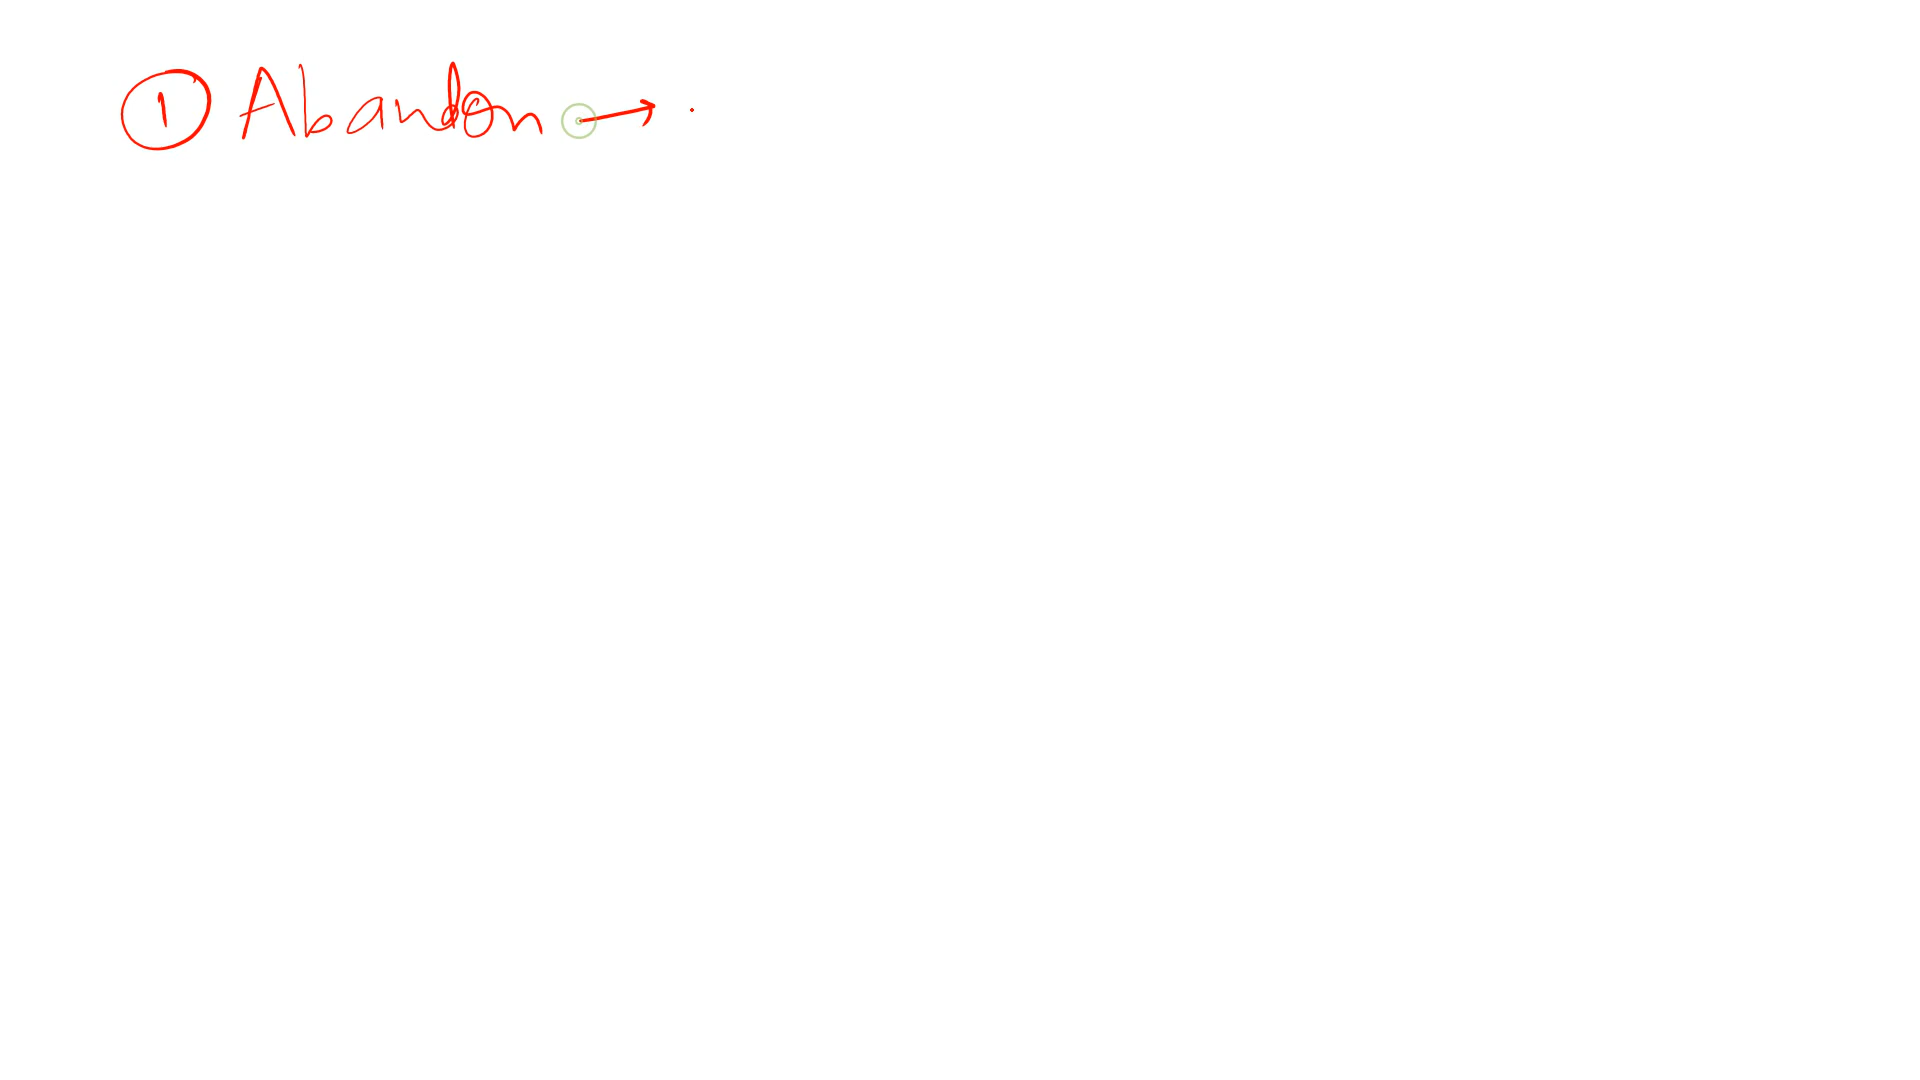 ① Abandon → .